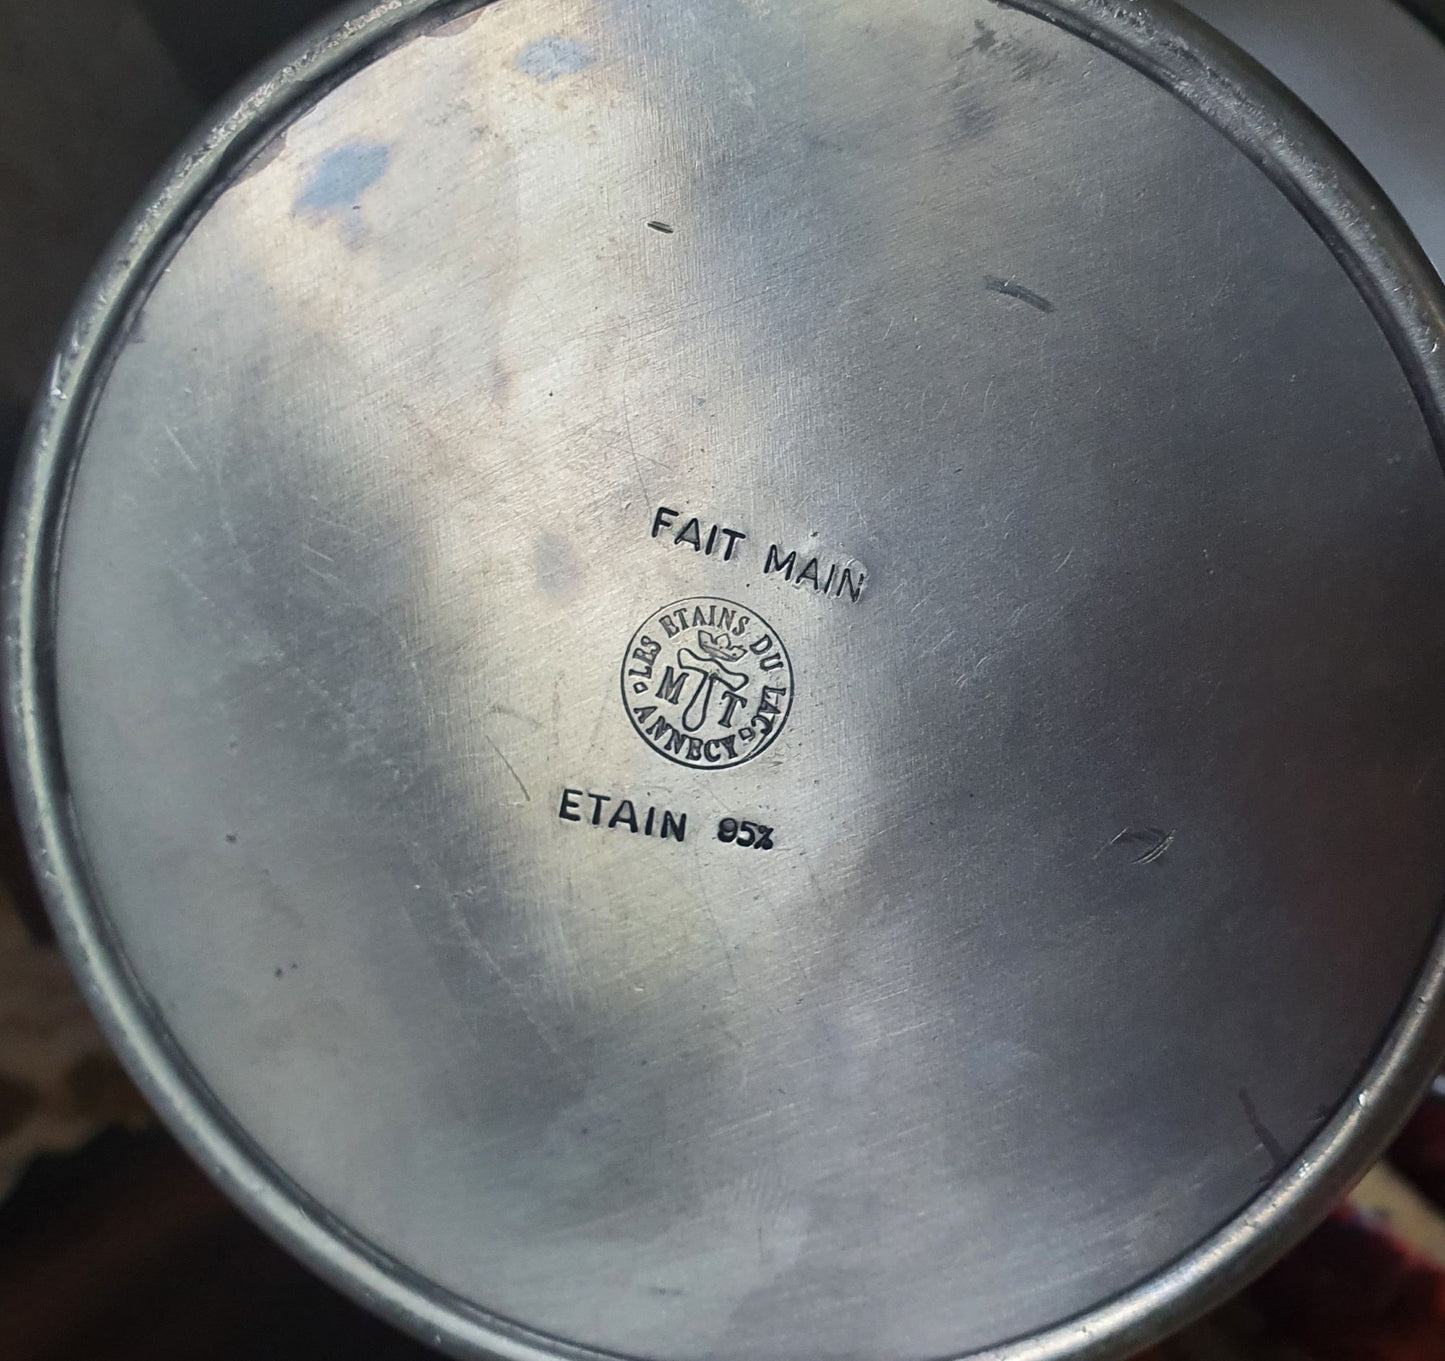 FAIT MAIN
LES ETAINS DU LAC
M T
ANNECY
ETAIN 95%